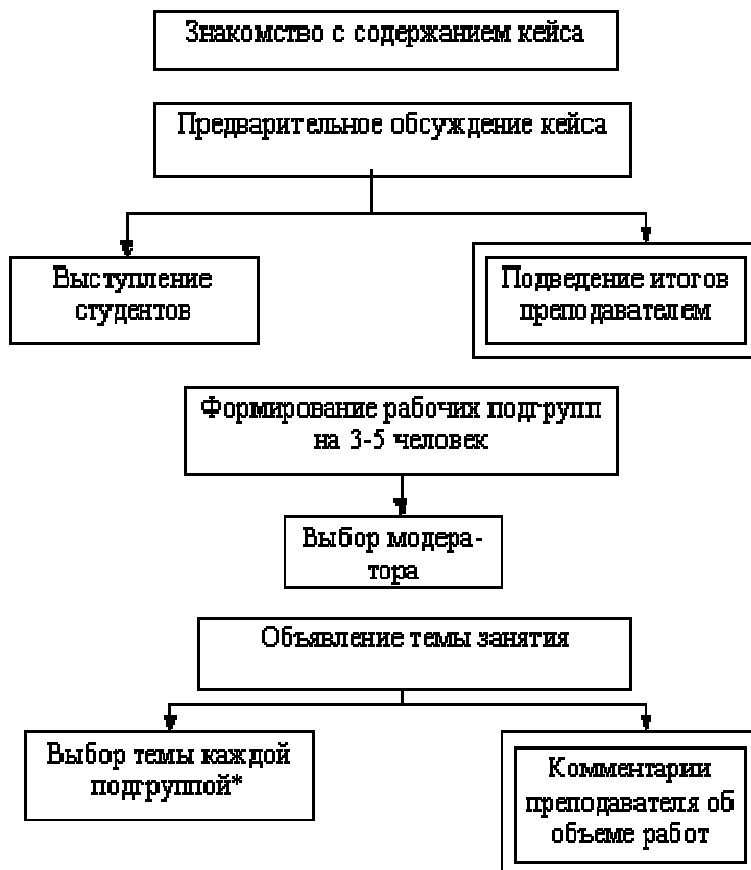 Знакомство с содержанием кейса
Предварительное обсуждение кейса
Выступление
студентов
Подведение итогов
преподавателем
Формирование рабочих подгрупп
на 3-5 человек
Выбор модера-
тора
Объявление темы занятия
Выбор темы каждой
подгруппой*
Комментарии
преподавателя об
объеме работ